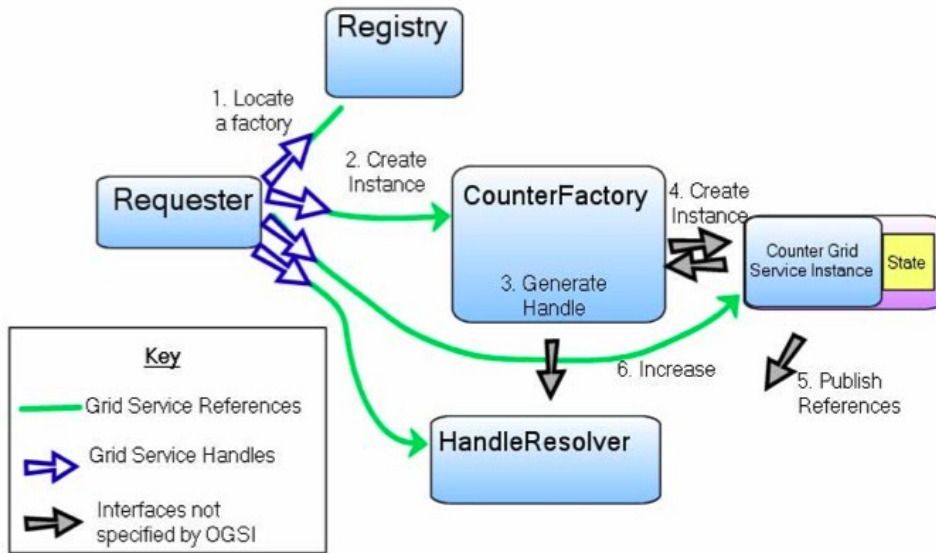 Registry
1. Locate
a factory
2. Create
Instance
Requester
CounterFactory
4. Create
Instance
Counter Grid
Service Instance
State
3. Generate
Handle
6. Increase
5. Publish
References
HandleResolver
Key
Grid Service References
Grid Service Handles
Interfaces not
specified by OGSI